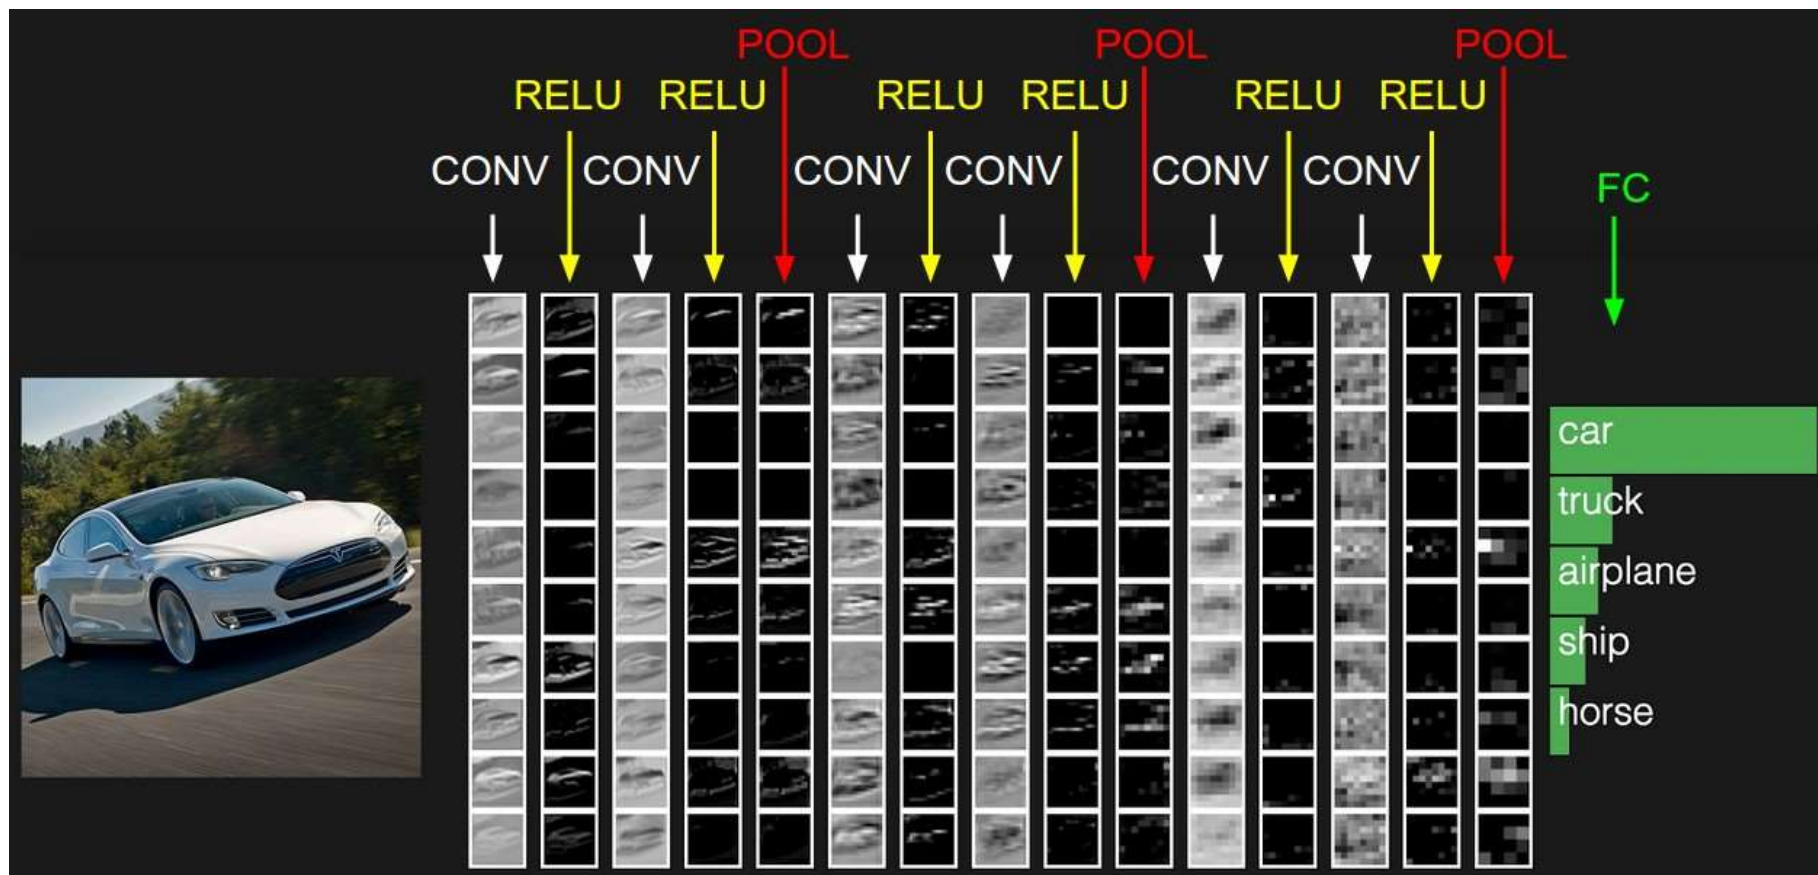 POOL POOL POOL
RELU RELU RELU RELU RELU RELU
CONV CONV CONV CONV CONV CONV
FC
car
truck
airplane
ship
horse